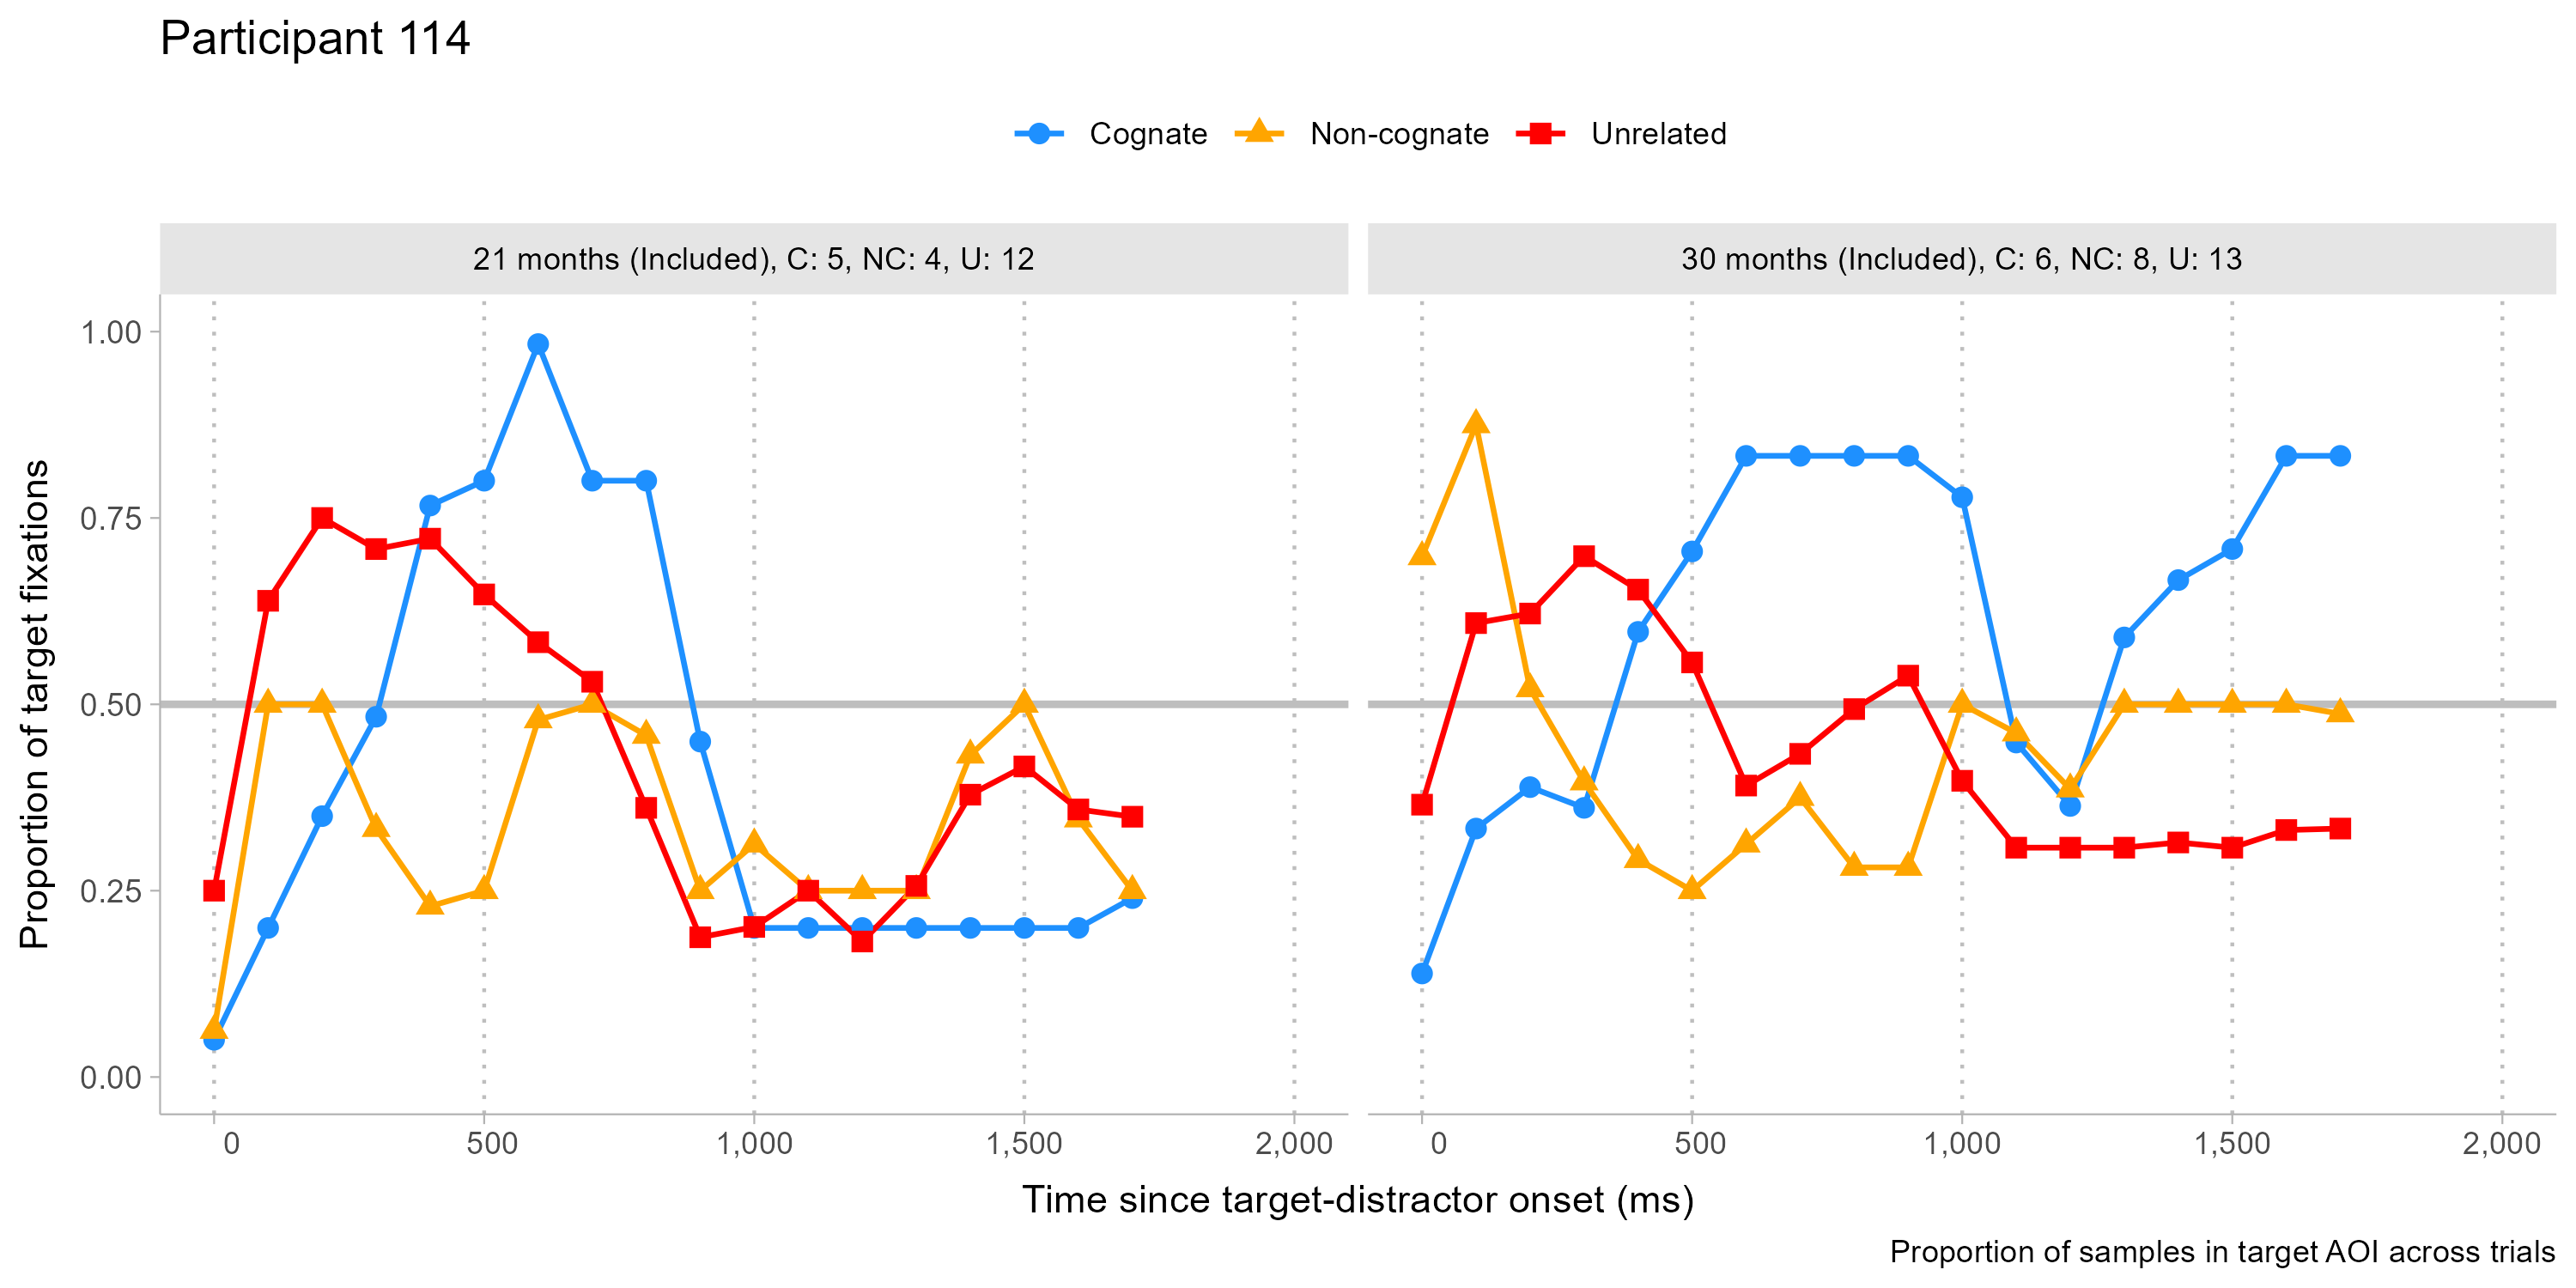 Participant 114
Cognate Non-cognate Unrelated
21 months (Included), C: 5, NC: 4, U: 12
30 months (Included), C: 6, NC: 8, U: 13
Proportion of target fixations
1.00
0.75
0.50
0.25
0.00
0 500 1,000 1,500 2,000
0 500 1,000 1,500 2,000
Time since target-distractor onset (ms)
Proportion of samples in target AOI across trials